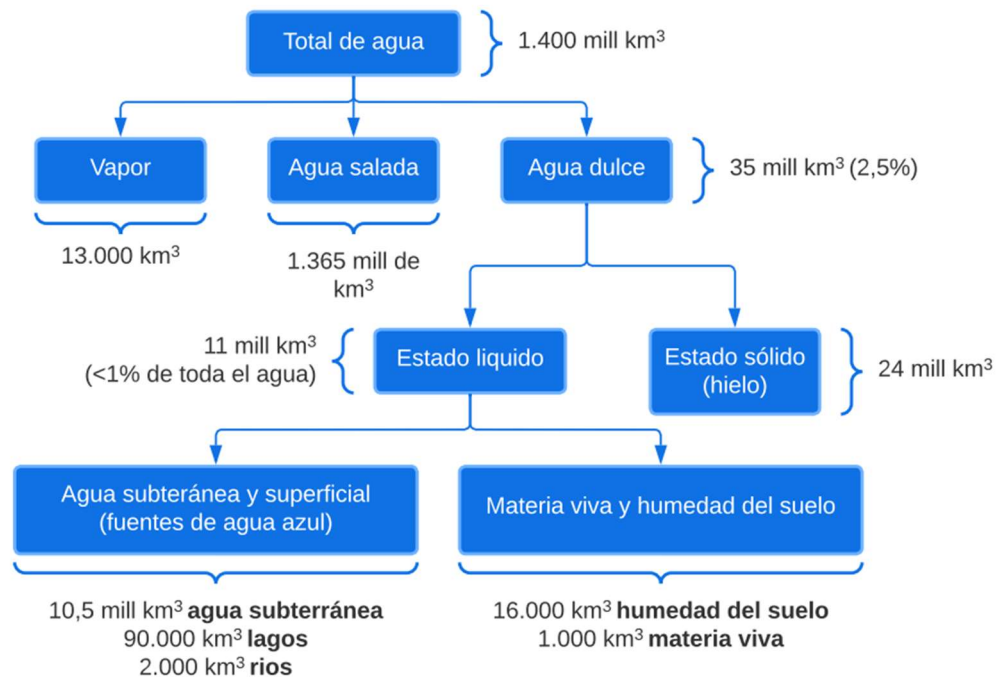 Total de agua
1.400 mill km³
Vapor
Agua salada
Agua dulce
35 mill km³ (2,5%)
13.000 km³
1.365 mill de
km³
11 mill km³
(<1% de toda el agua)
Estado liquido
Estado sólido
(hielo)
24 mill km³
Agua subteránea y superficial
(fuentes de agua azul)
Materia viva y humedad del suelo
10,5 mill km³ agua subterránea
90.000 km³ lagos
2.000 km³ rios
16.000 km³ humedad del suelo
1.000 km³ materia viva